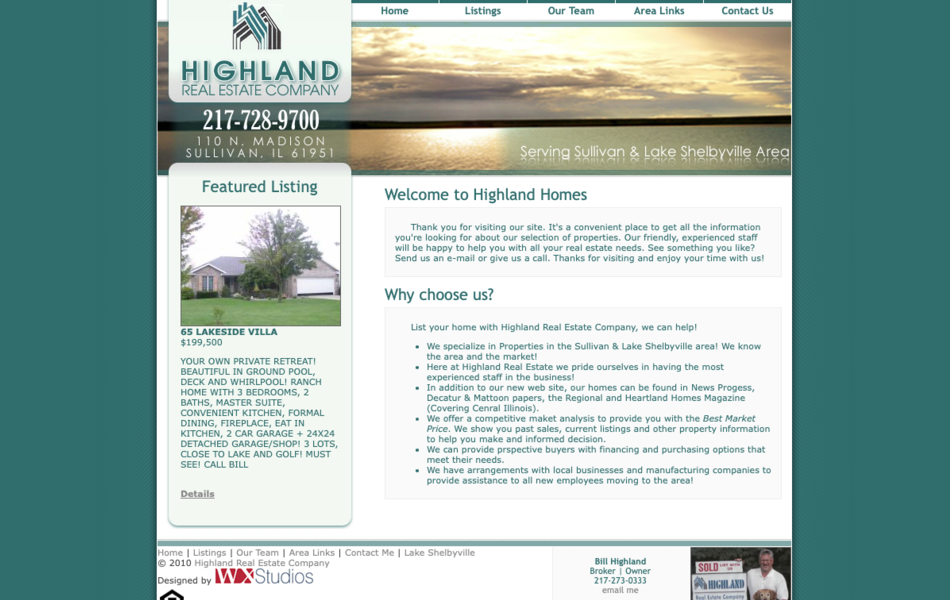 Home
Listings
Our Team
Area Links
Contact Us
HIGHLAND
REAL ESTATE COMPANY
217-728-9700
110 N. MADISON
SULLIVAN, IL 61951
Serving Sullivan & Lake Shelbyville Area
Featured Listing
65 LAKESIDE VILLA
$199,500
YOUR OWN PRIVATE RETREAT!
BEAUTIFUL IN GROUND POOL,
DECK AND WHIRLPOOL! RANCH
HOME WITH 3 BEDROOMS, 2
BATHS, MASTER SUITE,
CONVENIENT KITCHEN, FORMAL
DINING, FIREPLACE, EAT IN
KITCHEN, 2 CAR GARAGE + 24X24
DETACHED GARAGE/SHOP! 3 LOTS,
CLOSE TO LAKE AND GOLF! MUST
SEE! CALL BILL
Details
Welcome to Highland Homes
Thank you for visiting our site. It's a convenient place to get all the information
you're looking for about our selection of properties. Our friendly, experienced staff
will be happy to help you with all your real estate needs. See something you like?
Send us an e-mail or give us a call. Thanks for visiting and enjoy your time with us!
Why choose us?
List your home with Highland Real Estate Company, we can help!
• We specialize in Properties in the Sullivan & Lake Shelbyville area! We know
the area and the market!
• Here at Highland Real Estate we pride ourselves in having the most
experienced staff in the business!
• In addition to our new web site, our homes can be found in News Progess,
Decatur & Mattoon papers, the Regional and Heartland Homes Magazine
(Covering Cenral Illinois).
• We offer a competitive maket analysis to provide you with the Best Market
Price. We show you past sales, current listings and other property information
to help you make and informed decision.
• We can provide prspective buyers with financing and purchasing options that
meet their needs.
• We have arrangements with local businesses and manufacturing companies to
provide assistance to all new employees moving to the area!
Home | Listings | Our Team | Area Links | Contact Me | Lake Shelbyville
© 2010 Highland Real Estate Company
Designed by WXStudios
Bill Highland
Broker | Owner
217-273-0333
email me
SOLD
HIGHLAND
Real Estate Company